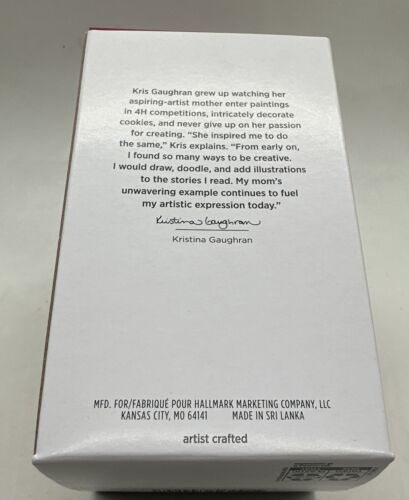 Kris Gaughran grew up watching her
aspiring-artist mother enter paintings
in 4H competitions, intricately decorate
cookies, and never give up on her passion
for creating. “She inspired me to do
the same,” Kris explains. “From early on,
I found so many ways to be creative.
I would draw, doodle, and add illustrations
to the stories I read. My mom’s
unwavering example continues to fuel
my artistic expression today.”
Kristina Gaughran
Kristina Gaughran
MFD. FOR/FABRIQUÉ POUR HALLMARK MARKETING COMPANY, LLC
KANSAS CITY, MO 64141 MADE IN SRI LANKA
artist crafted